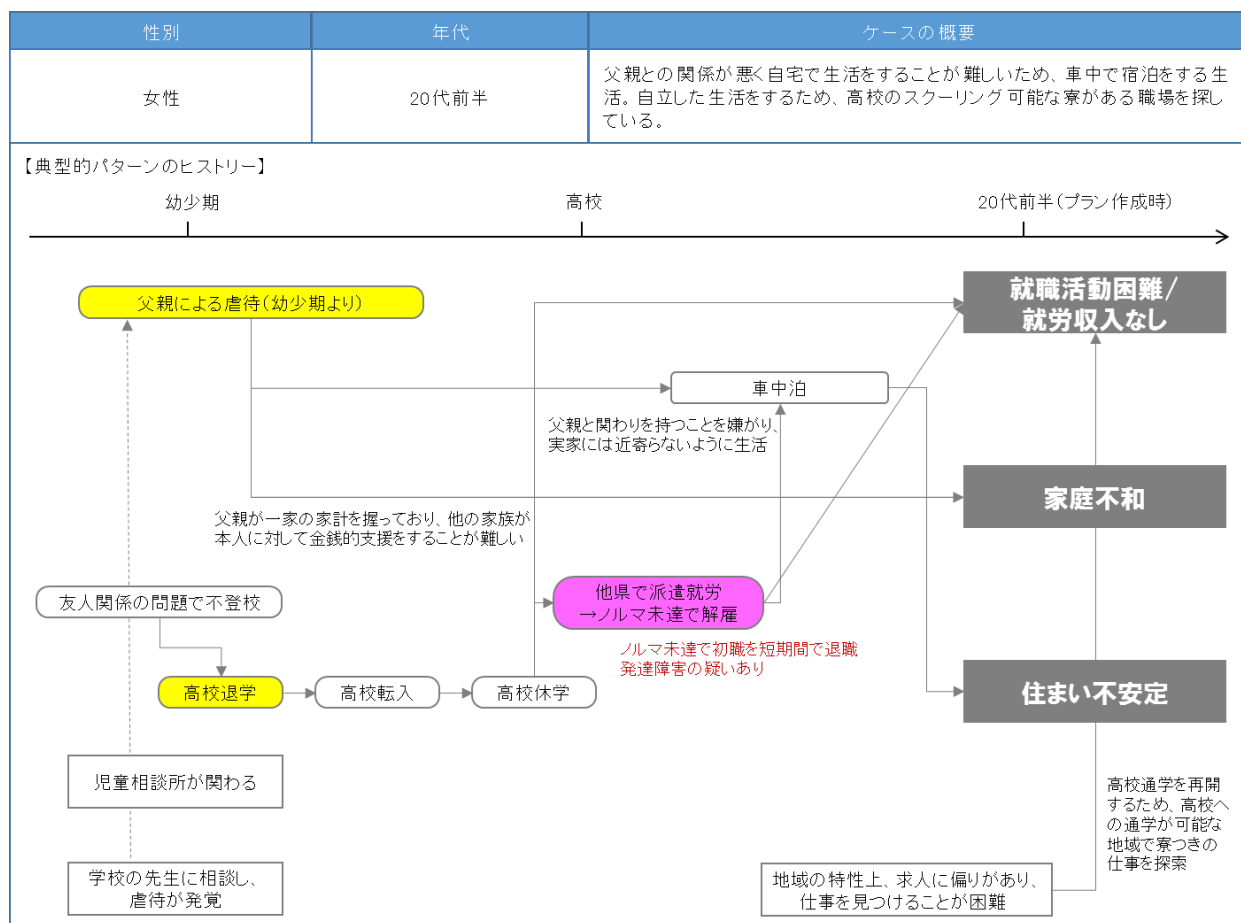 性別
年代
ケースの概要
女性
20代前半
父親との関係が悪く自宅で生活をすることが難しいため、車中で宿泊をする生
活。自立した生活をするため、高校のスクーリング可能な寮がある職場を探し
ている。
【典型的パターンのヒストリー】
幼少期
高校
20代前半(プラン作成時)
父親による虐待(幼少期より)
就職活動困難/
就労収入なし
車中泊
父親と関わりを持つことを嫌がり、
実家には近寄らないように生活
家庭不和
父親が一家の家計を握っており、他の家族が
本人に対して金銭的支援をすることが難しい
友人関係の問題で不登校
他県で派遣就労
→ノルマ未達で解雇
ノルマ未達で初職を短期間で退職
発達障害の疑いあり
高校退学
高校転入
高校休学
住まい不安定
児童相談所が関わる
高校通学を再開
するため、高校へ
の通学が可能な
地域で寮つきの
仕事を探索
学校の先生に相談し、
虐待が発覚
地域の特性上、求人に偏りがあり、
仕事を見つけることが困難